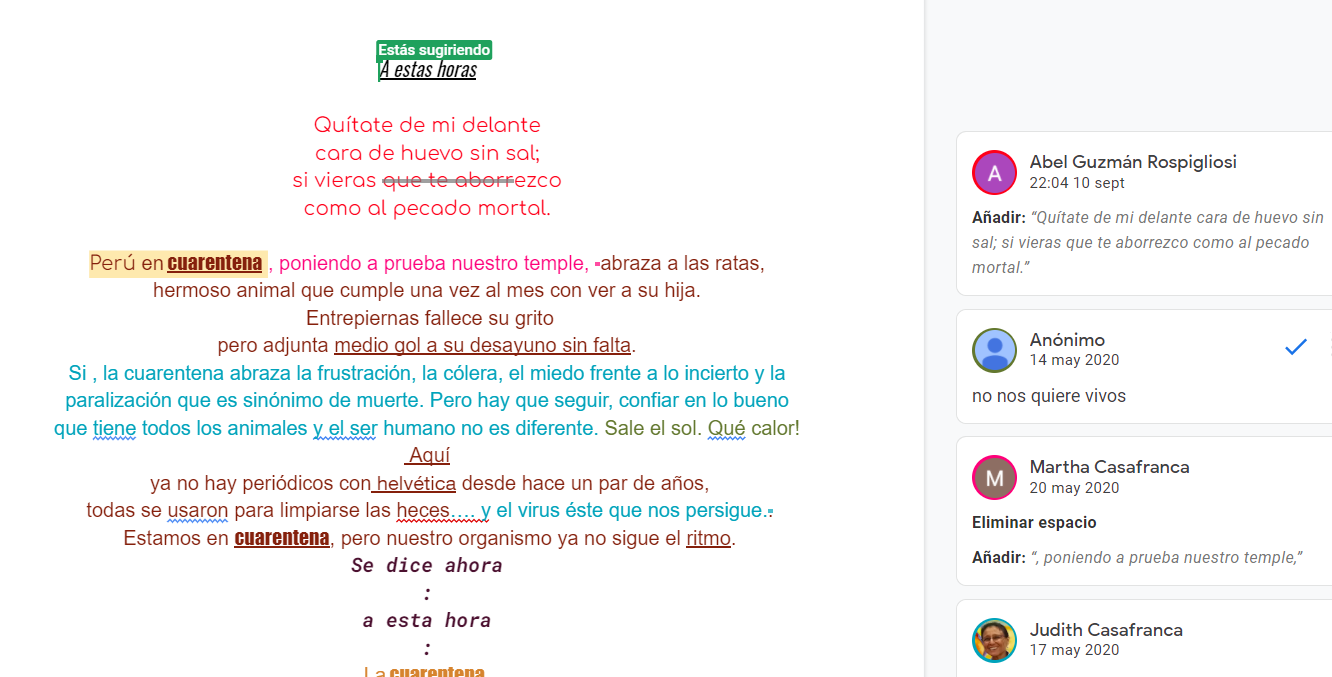 Estás sugiriendo
A estas horas
Quítate de mi delante
cara de huevo sin sal;
si vieras que te aborrezco
como al pecado mortal.
Perú en cuarentena , poniendo a prueba nuestro temple, abraza a las ratas,
hermoso animal que cumple una vez al mes con ver a su hija.
Entrepiernas fallece su grito
pero adjunta medio gol a su desayuno sin falta.
Si , la cuarentena abraza la frustración, la cólera, el miedo frente a lo incierto y la
paralización que es sinónimo de muerte. Pero hay que seguir, confiar en lo bueno
que tiene todos los animales y el ser humano no es diferente. Sale el sol. Qué calor!
Aquí
ya no hay periódicos con helvética desde hace un par de años,
todas se usaron para limpiarse las heces…. y el virus éste que nos persigue..
Estamos en cuarentena, pero nuestro organismo ya no sigue el ritmo.
Se dice ahora
:
a esta hora
:
La cuarentena
A
Abel Guzmán Rospigliosi
22:04 10 sept
Añadir: “Quítate de mi delante cara de huevo sin
sal; si vieras que te aborrezco como al pecado
mortal.”
Anónimo
14 may 2020
no nos quiere vivos
M
Martha Casafranca
20 may 2020
Eliminar espacio
Añadir: “, poniendo a prueba nuestro temple,”
Judith Casafranca
17 may 2020